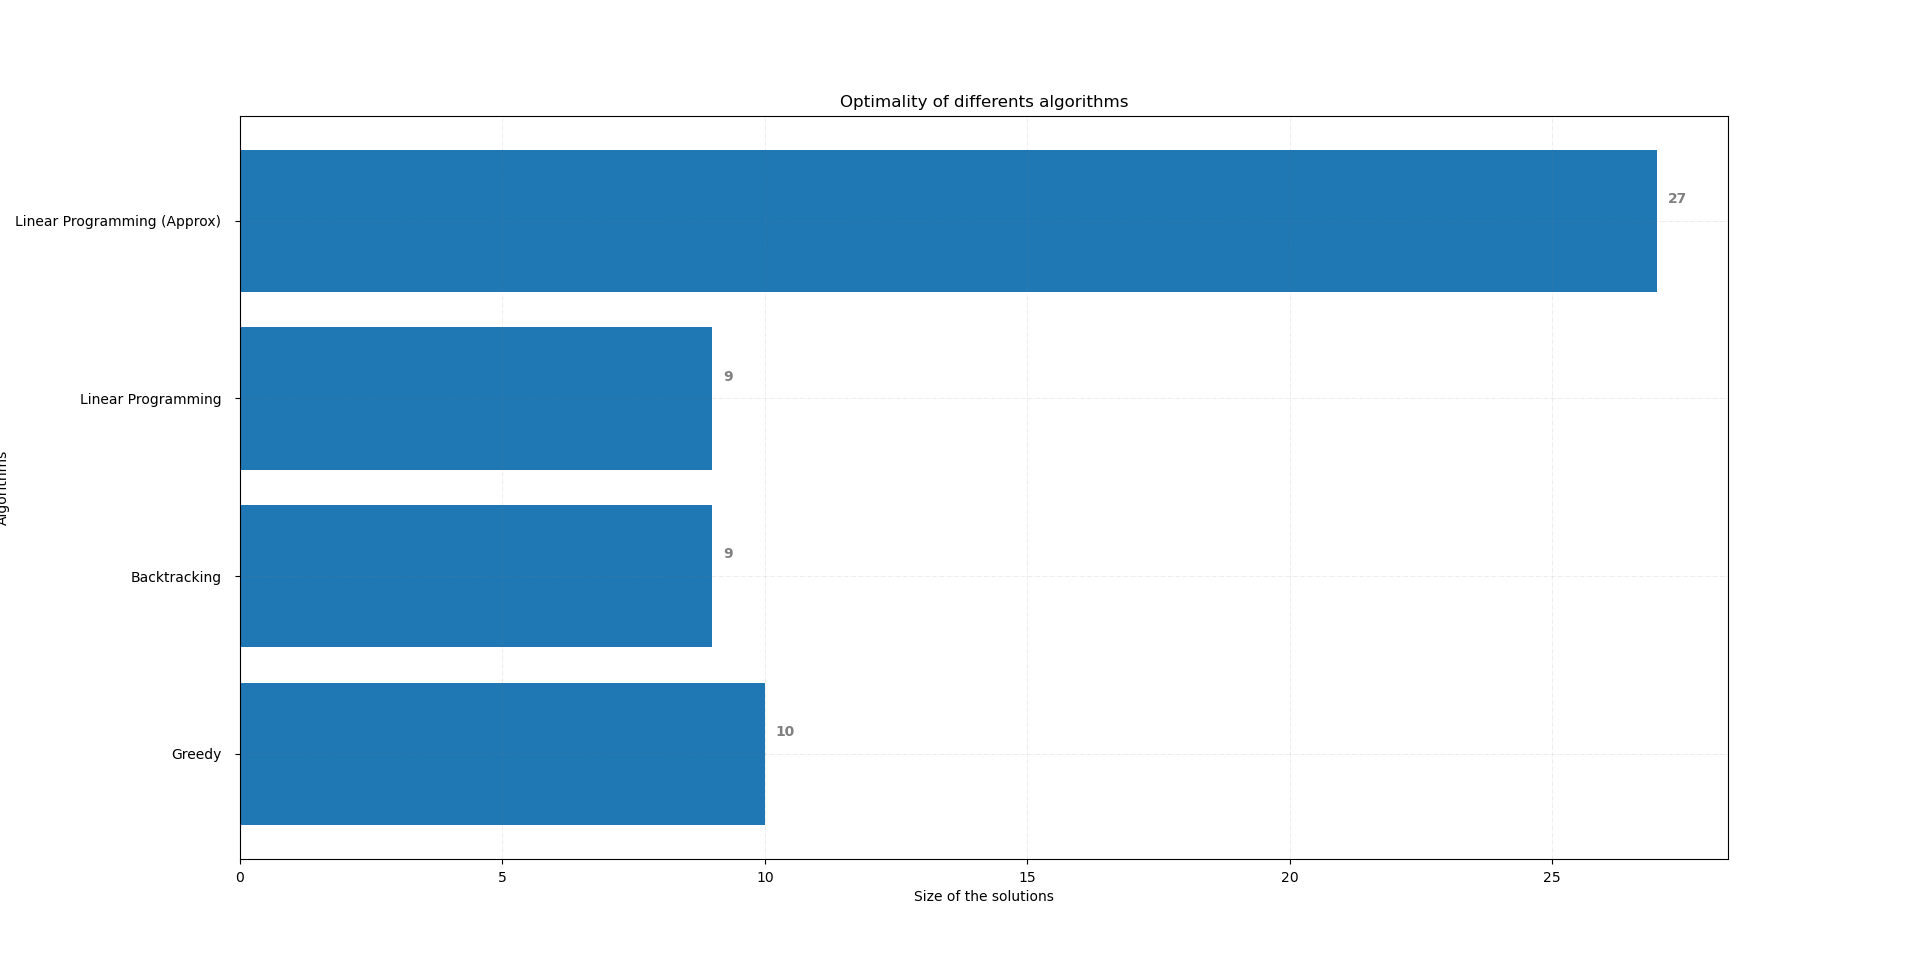 Optimality of differents algorithms
Linear Programming (Approx)
27
Linear Programming
9
Algorithms
Backtracking
9
Greedy
10
0 5 10 15 20 25
Size of the solutions